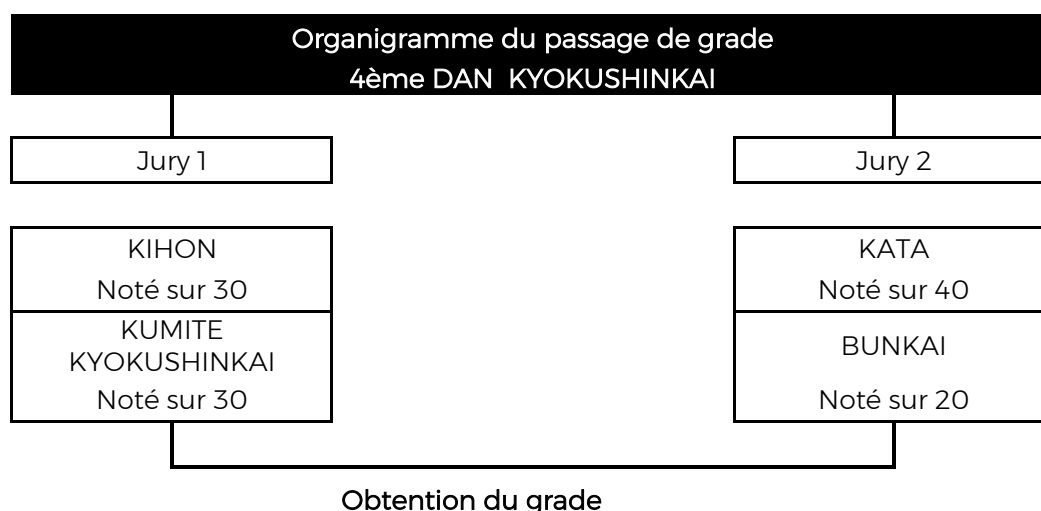 Organigramme du passage de grade
4ème DAN KYOKUSHINKAI
Jury 1
Jury 2
KIHON
Noté sur 30
KUMITE
KYOKUSHINKAI
Noté sur 30
KATA
Noté sur 40
BUNKAI
Noté sur 20
Obtention du grade